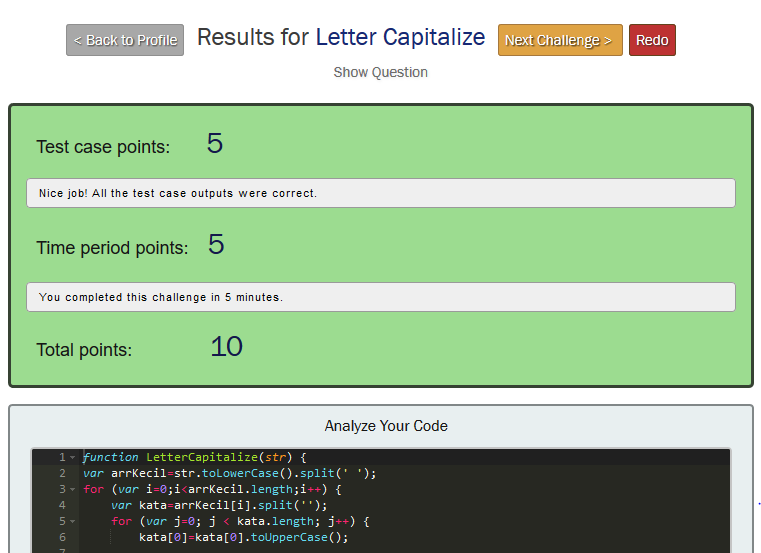 < Back to Profile Results for Letter Capitalize Next Challenge > Redo
Show Question
Test case points: 5
Nice job! All the test case outputs were correct.
Time period points: 5
You completed this challenge in 5 minutes.
Total points: 10
Analyze Your Code
1 function LetterCapitalize(str) {
2 var arrKecil=str.toLowerCase().split(' ');
3 for (var i=0;i<arrKecil.length;i++) {
4 var kata=arrKecil[i].split('');
5 for (var j=0; j < kata.length; j++) {
6 kata[0]=kata[0].toUpperCase();